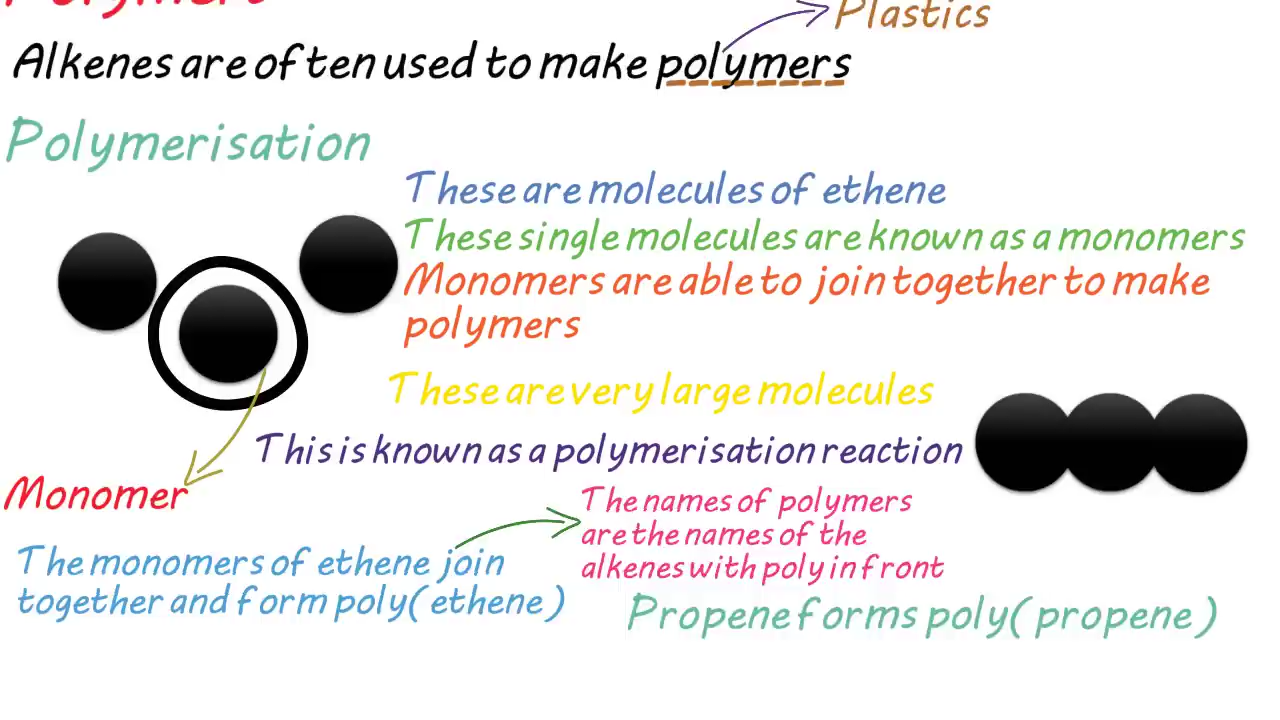 Plastics
Alkenes are often used to make polymers
Polymerisation
These are molecules of ethene
These single molecules are known as a monomers
Monomers are able to join together to make
polymers
These are very large molecules
This is known as a polymerisation reaction
Monomer
The names of polymers
are the names of the
alkenes with poly in front
The monomers of ethene join
together and form poly(ethene)
Propene forms poly(propene)